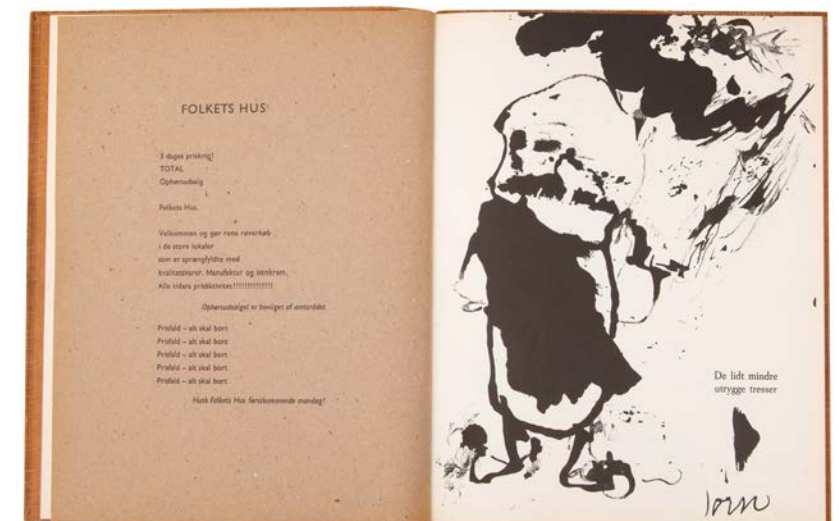 FOLKETS HUS
3 dages priskrig!
TOTAL
Ophørsudsalg
Folkets Hus.
Velkommen og gør rene røverkøb
i de store lokaler
som er sprængfyldte med
kvalitetsvarer. Manufaktur og isenkram.
Alle tiders prisaktivitet!!!!!!!!!!!!!!
Ophørsudsalget er bevilget af amtsrådet
Prisfald – alt skal bort
Prisfald – alt skal bort
Prisfald – alt skal bort
Prisfald – alt skal bort
Prisfald – alt skal bort
Husk Folkets Hus førstkommende mandag!
De lidt mindre
utrygge tresser
Jorn